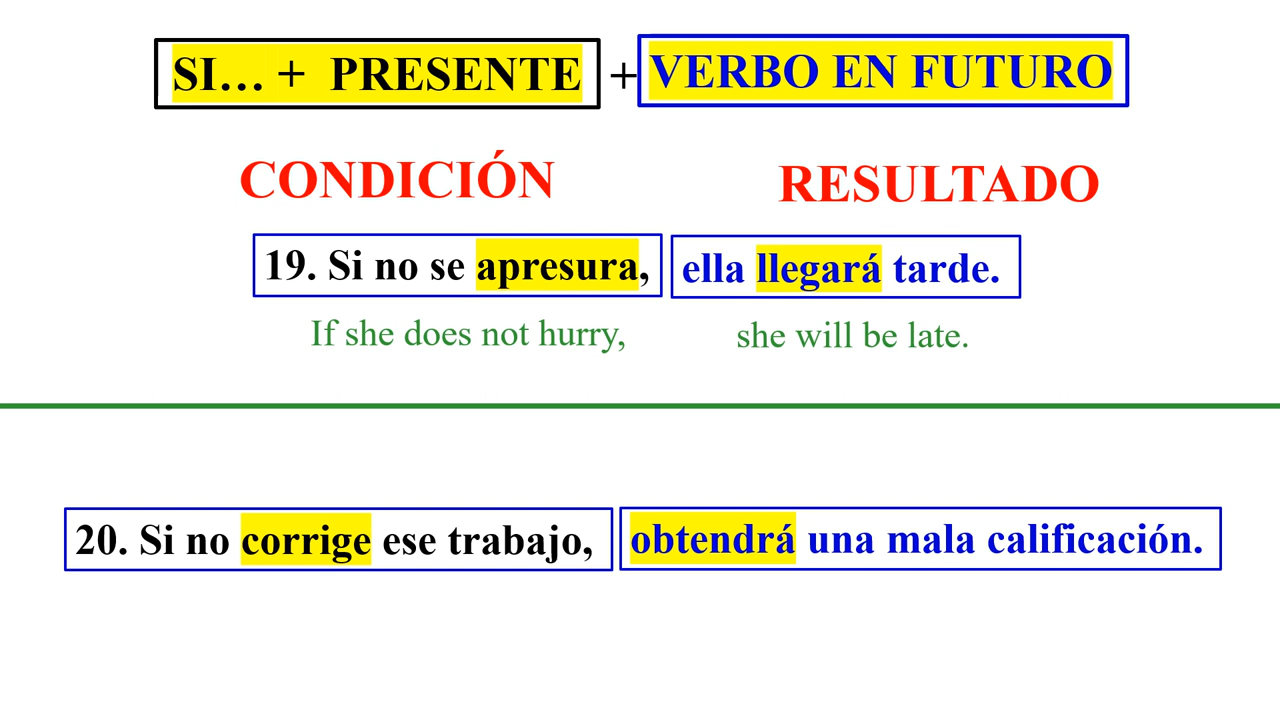 SI… + PRESENTE + VERBO EN FUTURO
CONDICIÓN RESULTADO
19. Si no se apresura, ella llegará tarde.
If she does not hurry, she will be late.
20. Si no corrige ese trabajo, obtendrá una mala calificación.